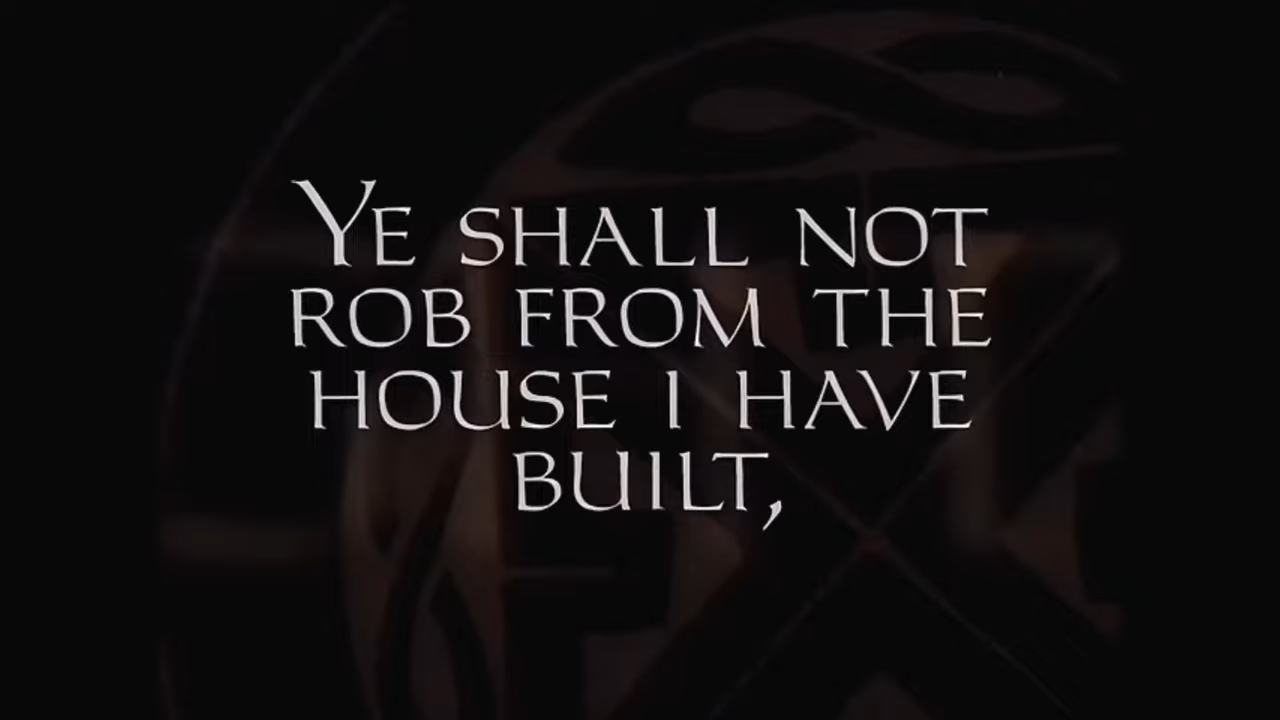 Ye shall not
rob from the
house I have
built,